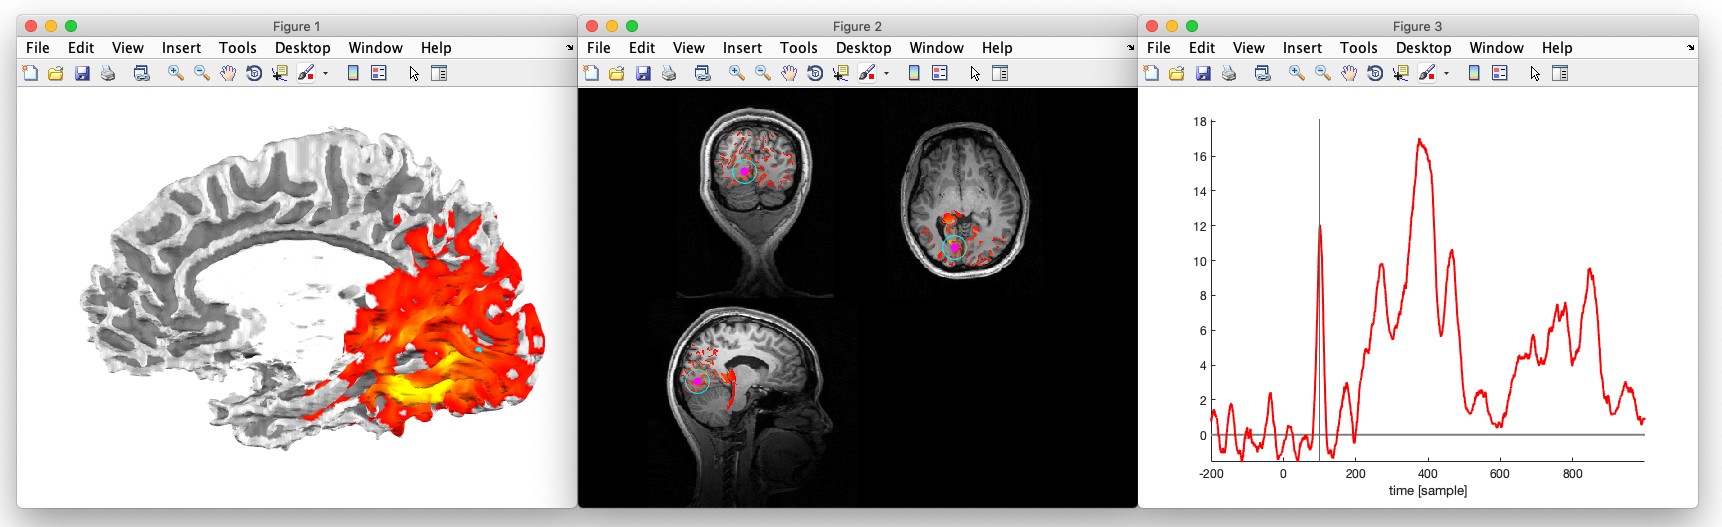 Figure 1
File Edit View Insert Tools Desktop Window Help
Figure 2
File Edit View Insert Tools Desktop Window Help
Figure 3
File Edit View Insert Tools Desktop Window Help
18
16
14
12
10
8
6
4
2
0
-200 0 200 400 600 800
time [sample]